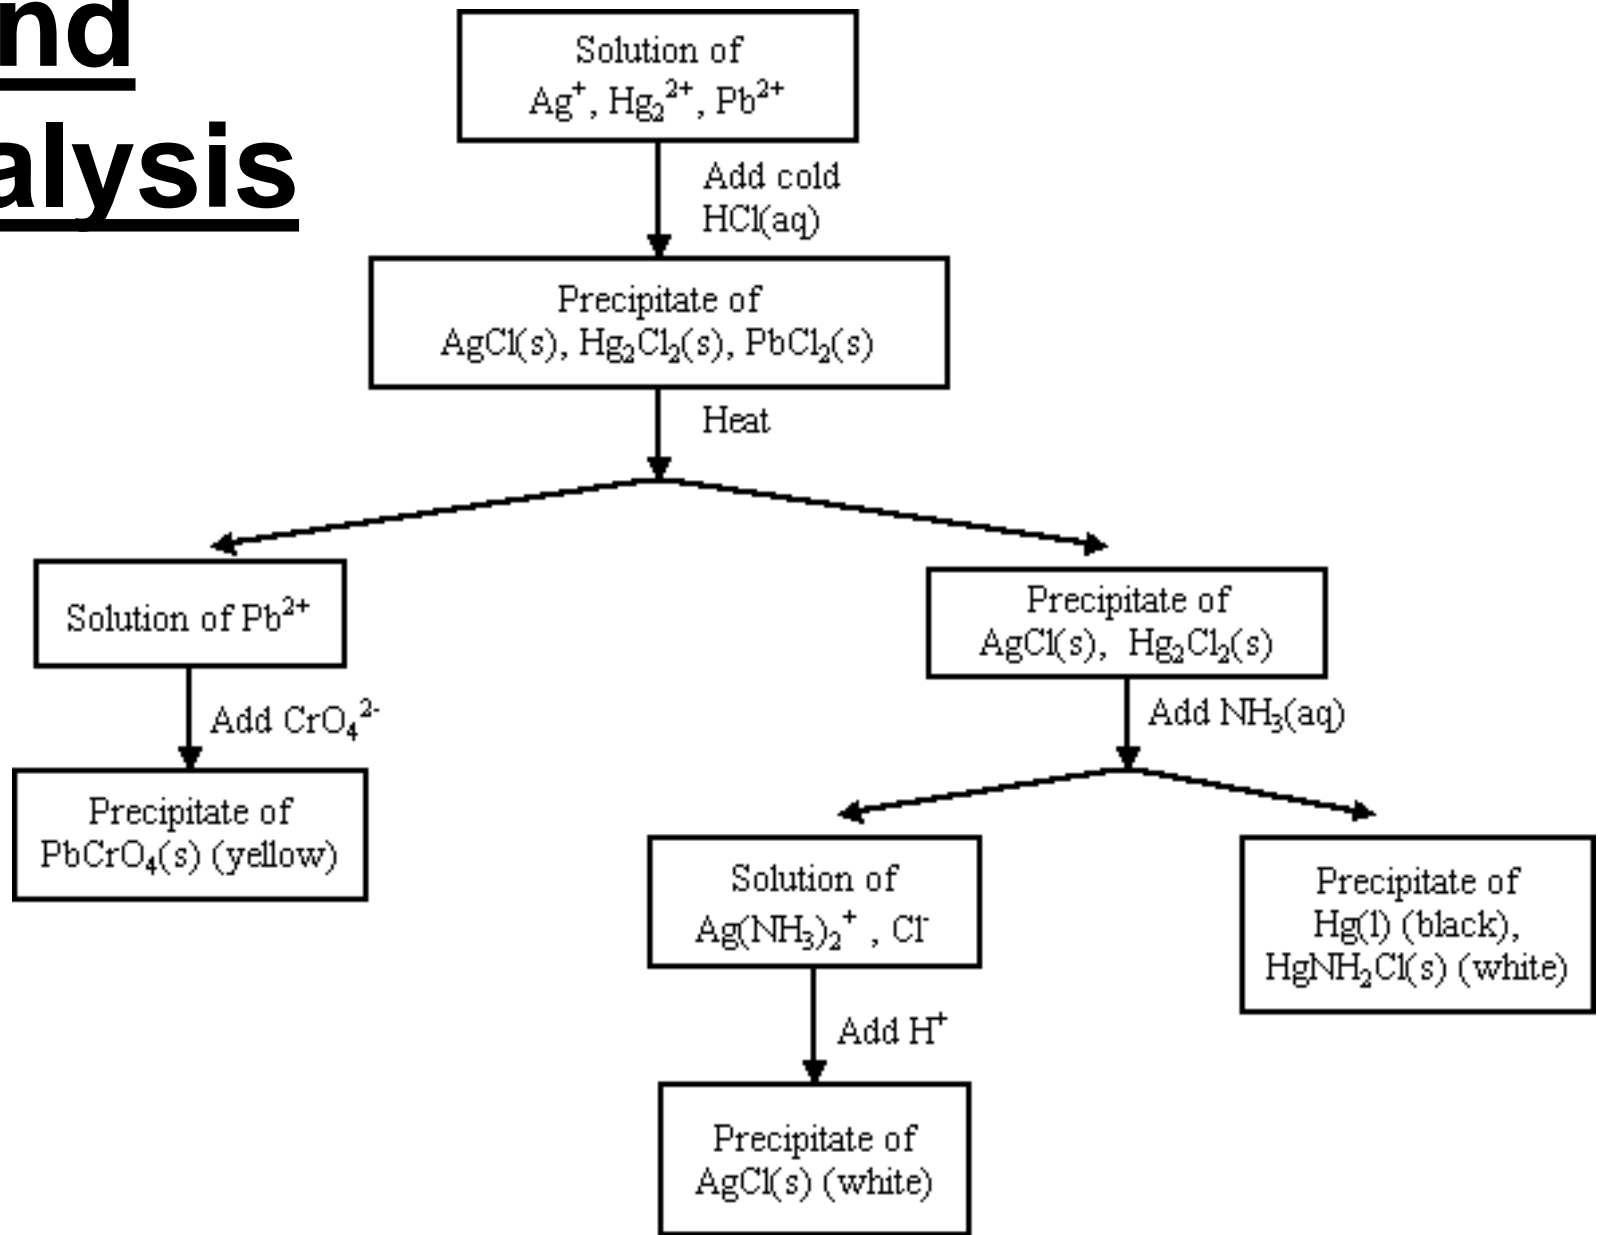 nd
alysis
Solution of
Ag⁺, Hg₂²⁺, Pb²⁺
Add cold
HCl(aq)
Precipitate of
AgCl(s), Hg₂Cl₂(s), PbCl₂(s)
Heat
Solution of Pb²⁺
Add CrO₄²⁻
Precipitate of
PbCrO₄(s) (yellow)
Precipitate of
AgCl(s), Hg₂Cl₂(s)
Add NH₃(aq)
Solution of
Ag(NH₃)₂⁺ , Cl⁻
Add H⁺
Precipitate of
AgCl(s) (white)
Precipitate of
Hg(l) (black),
HgNH₂Cl(s) (white)